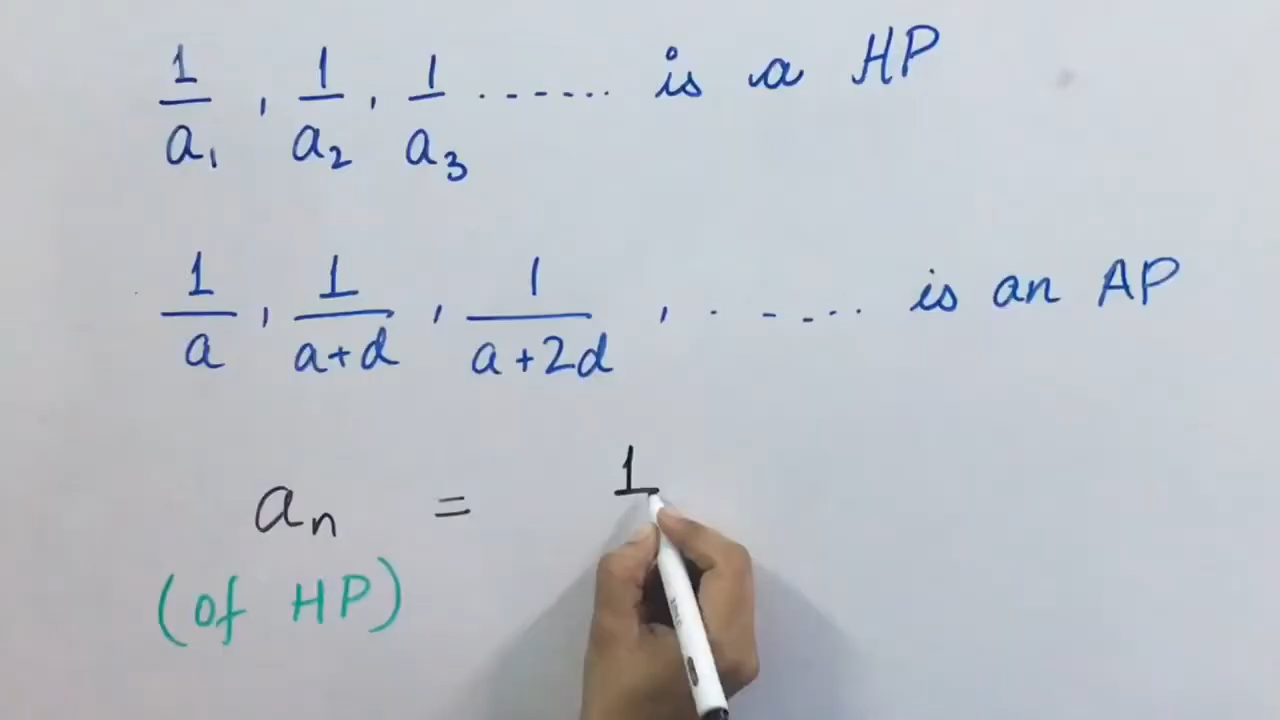 1/a₁ , 1/a₂ , 1/a₃ ....... is a HP
1/a , 1/a+d , 1/a+2d , ...... is an AP
aₙ = 1
(of HP)